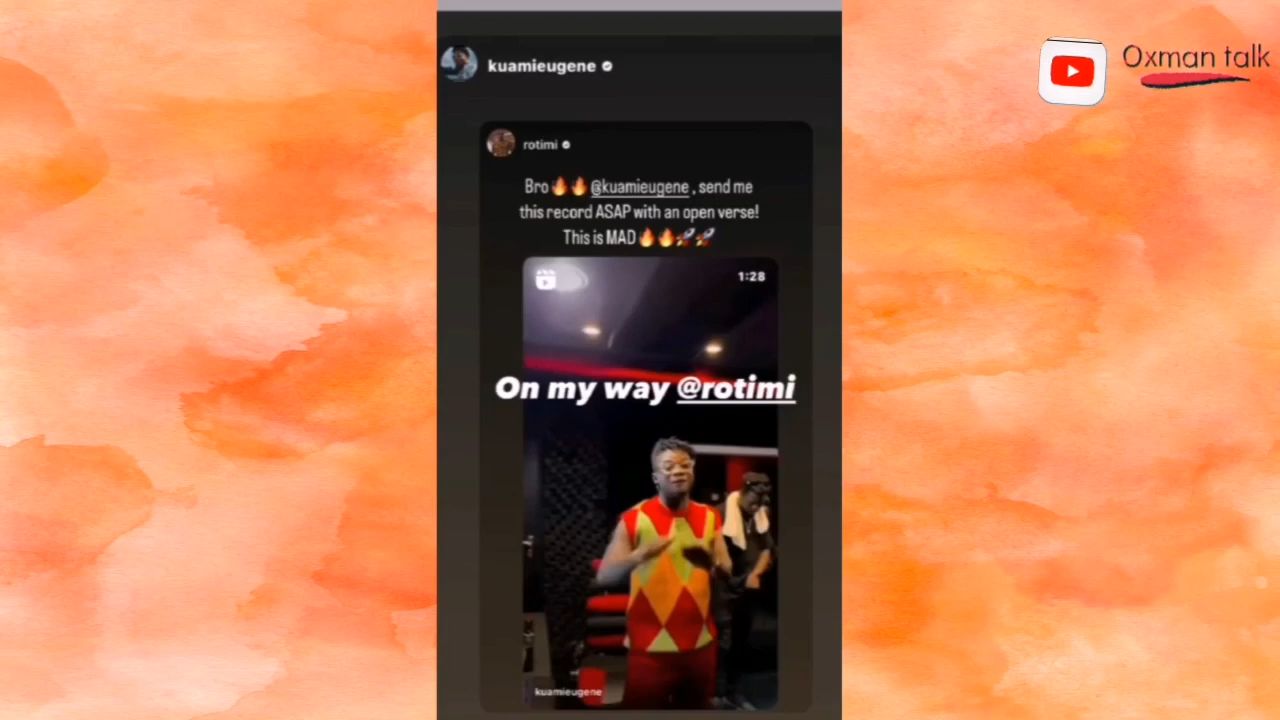 kuamieugene
Oxman talk
rotimi
Bro🔥🔥 @kuamieugene , send me
this record ASAP with an open verse!
This is MAD🔥🔥🚀🚀
1:28
On my way @rotimi
kuamieugene